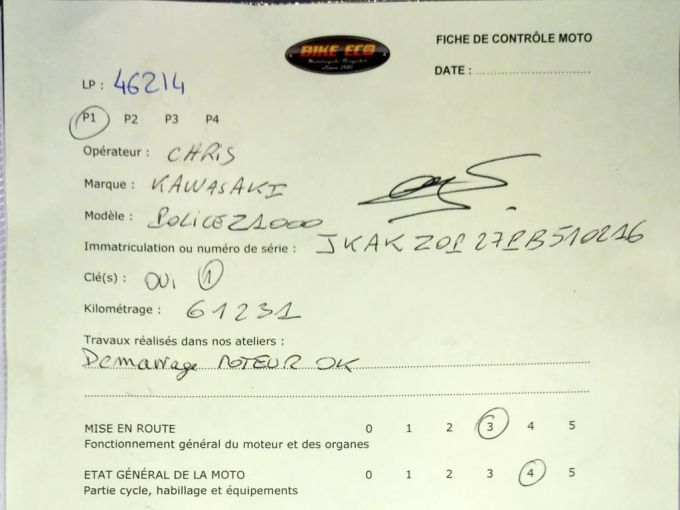 BIKE ECO
FICHE DE CONTRÔLE MOTO
DATE :
LP : 46214
P1 P2 P3 P4
Opérateur : CHRIS
Marque : KAWASAKI
Modèle : POLICE Z1000
Immatriculation ou numéro de série : JKAKZ0P27PB510216
Clé(s) : OUI 1
Kilométrage : 61231
Travaux réalisés dans nos ateliers :
Demarrage MOTEUR OK
MISE EN ROUTE 0 1 2 3 4 5
Fonctionnement général du moteur et des organes
ETAT GÉNÉRAL DE LA MOTO 0 1 2 3 4 5
Partie cycle, habillage et équipements